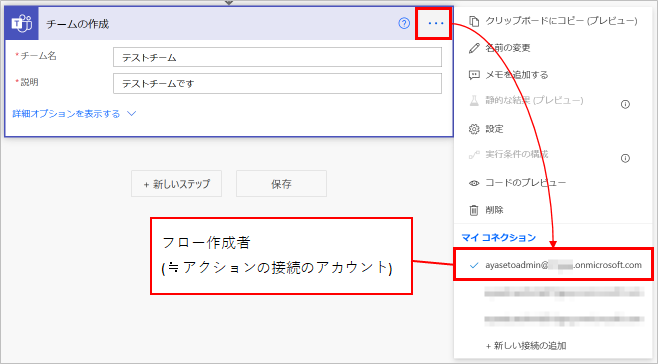 チームの作成
* チーム名
テストチーム
* 説明
テストチームです
詳細オプションを表示する
+ 新しいステップ
保存
フロー作成者
(≒ アクションの接続のアカウント)
クリップボードにコピー (プレビュー)
名前の変更
メモを追加する
静的な結果 (プレビュー)
設定
実行条件の構成
コードのプレビュー
削除
マイ コネクション
ayasetoadmin@ .onmicrosoft.com
+ 新しい接続の追加